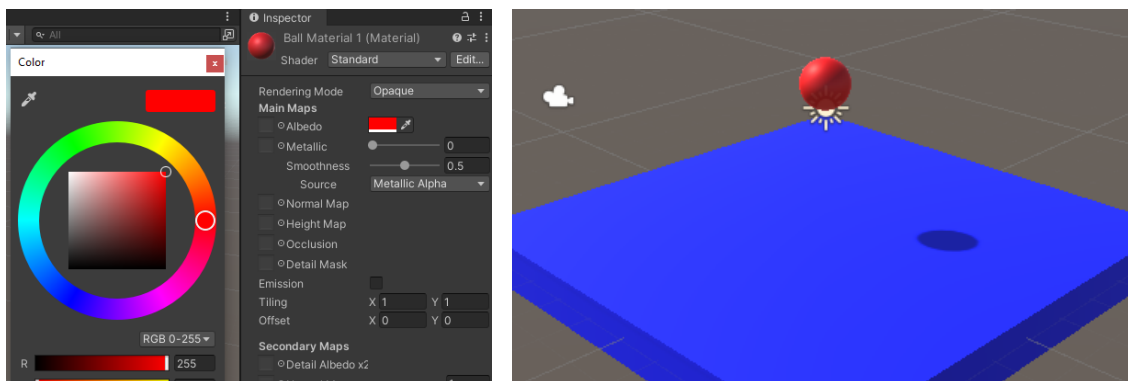 All
Color
x
RGB 0-255
R 255
Inspector
Ball Material 1 (Material)
Shader Standard Edit...
Rendering Mode Opaque
Main Maps
Albedo
Metallic 0
Smoothness 0.5
Source Metallic Alpha
Normal Map
Height Map
Occlusion
Detail Mask
Emission
Tiling X 1 Y 1
Offset X 0 Y 0
Secondary Maps
Detail Albedo x2